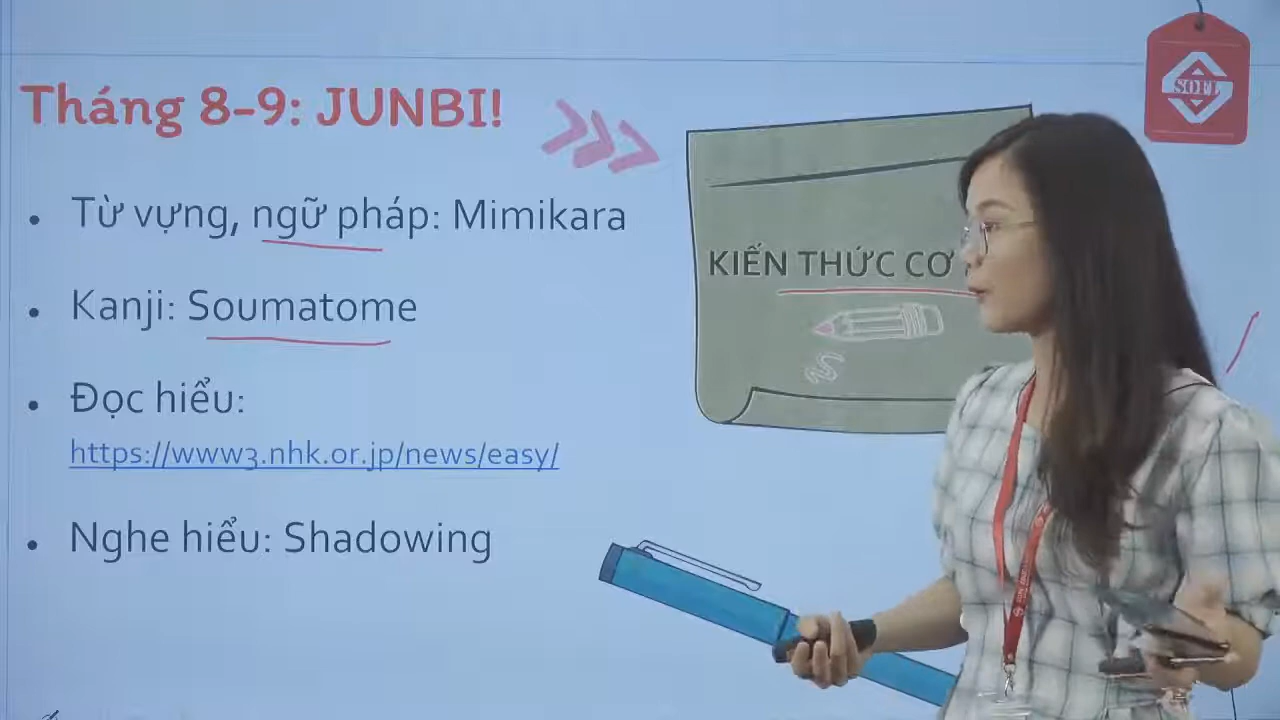 Tháng 8-9: JUNBI!
SOFL
• Từ vựng, ngữ pháp: Mimikara
KIẾN THỨC CƠ
• Kanji: Soumatome
• Đọc hiểu:
https://www3.nhk.or.jp/news/easy/
• Nghe hiểu: Shadowing